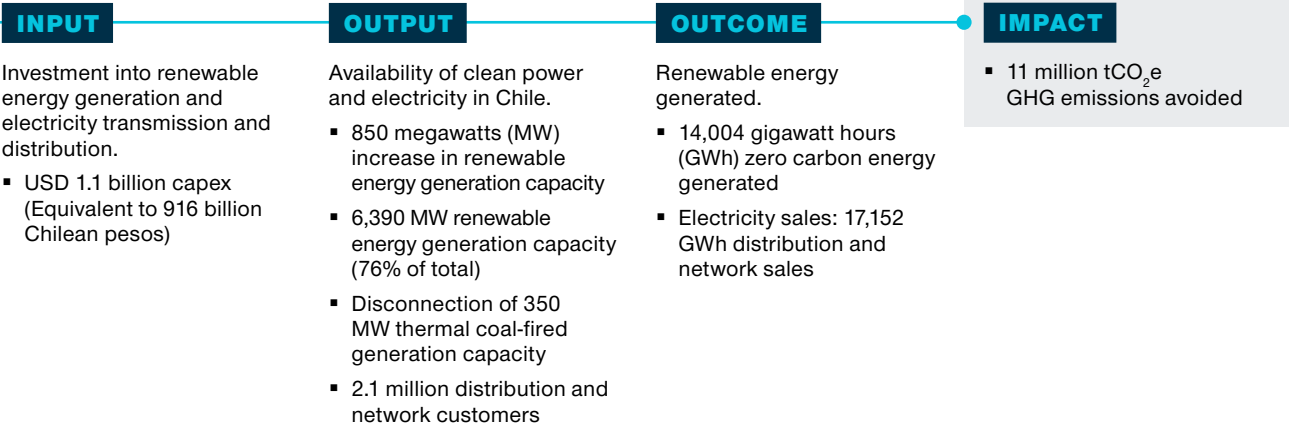 INPUT
Investment into renewable
energy generation and
electricity transmission and
distribution.
▪ USD 1.1 billion capex
(Equivalent to 916 billion
Chilean pesos)
OUTPUT
Availability of clean power
and electricity in Chile.
▪ 850 megawatts (MW)
increase in renewable
energy generation capacity
▪ 6,390 MW renewable
energy generation capacity
(76% of total)
▪ Disconnection of 350
MW thermal coal-fired
generation capacity
▪ 2.1 million distribution and
network customers
OUTCOME
Renewable energy
generated.
▪ 14,004 gigawatt hours
(GWh) zero carbon energy
generated
▪ Electricity sales: 17,152
GWh distribution and
network sales
IMPACT
▪ 11 million tCO₂e
GHG emissions avoided